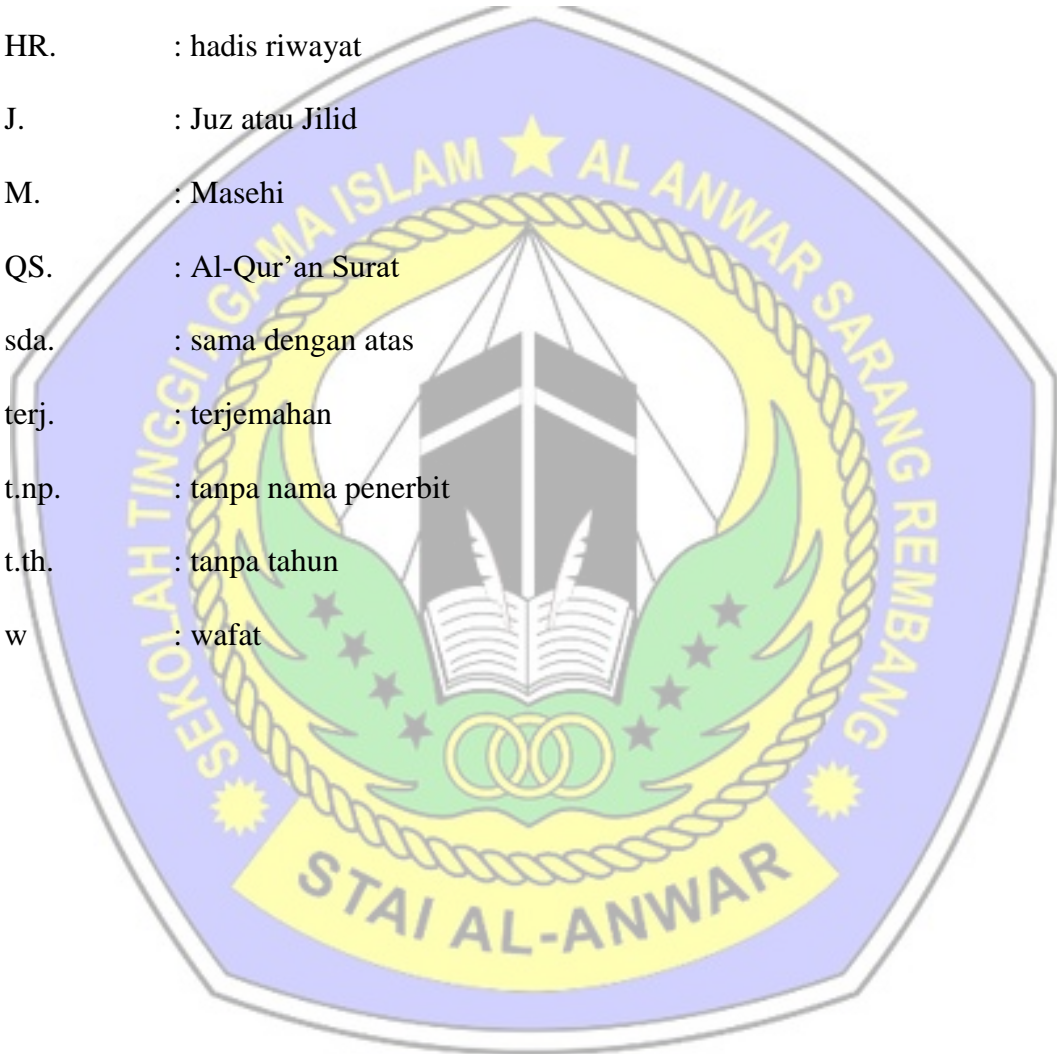 HR. : hadis riwayat
J. : Juz atau Jilid
M. : Masehi
QS. : Al-Qur’an Surat
sda. : sama dengan atas
terj. : terjemahan
t.np. : tanpa nama penerbit
t.th. : tanpa tahun
w : wafat
SEKOLAH TINGGI AGAMA ISLAM AL ANWAR SARANG REMBANG
STAI AL-ANWAR